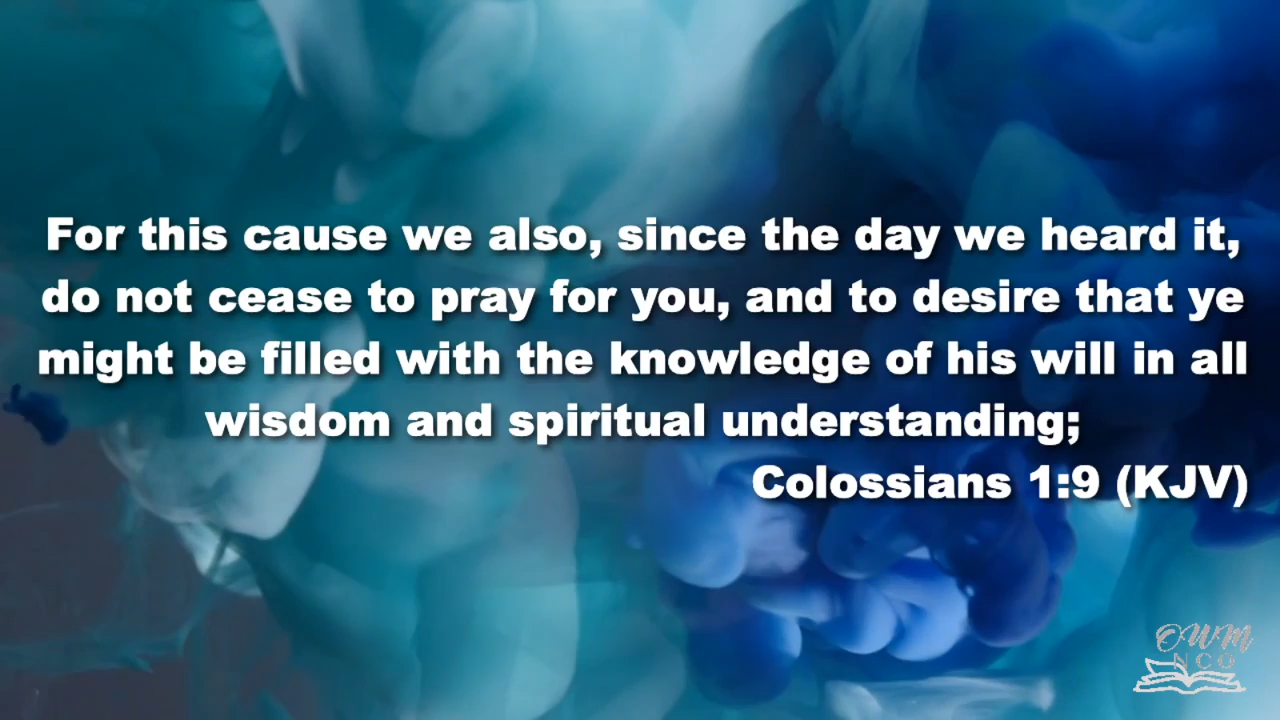 For this cause we also, since the day we heard it,
do not cease to pray for you, and to desire that ye
might be filled with the knowledge of his will in all
wisdom and spiritual understanding;
Colossians 1:9 (KJV)
OWM
NCO